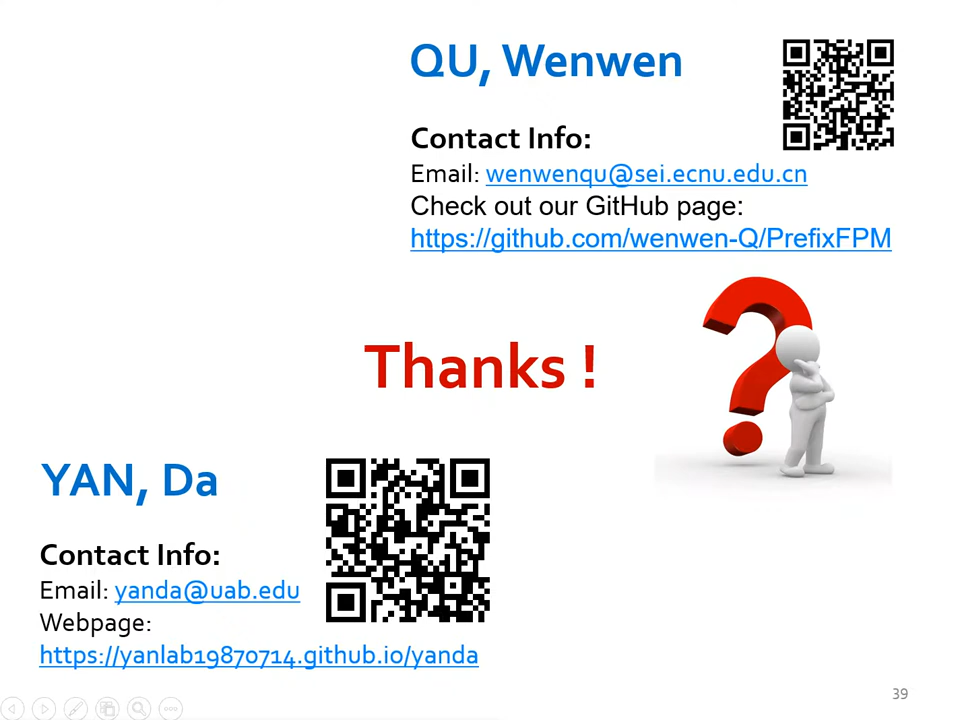 QU, Wenwen
Contact Info:
Email: wenwenqu@sei.ecnu.edu.cn
Check out our GitHub page:
https://github.com/wenwen-Q/PrefixFPM
Thanks !
YAN, Da
Contact Info:
Email: yanda@uab.edu
Webpage:
https://yanlab19870714.github.io/yanda
39